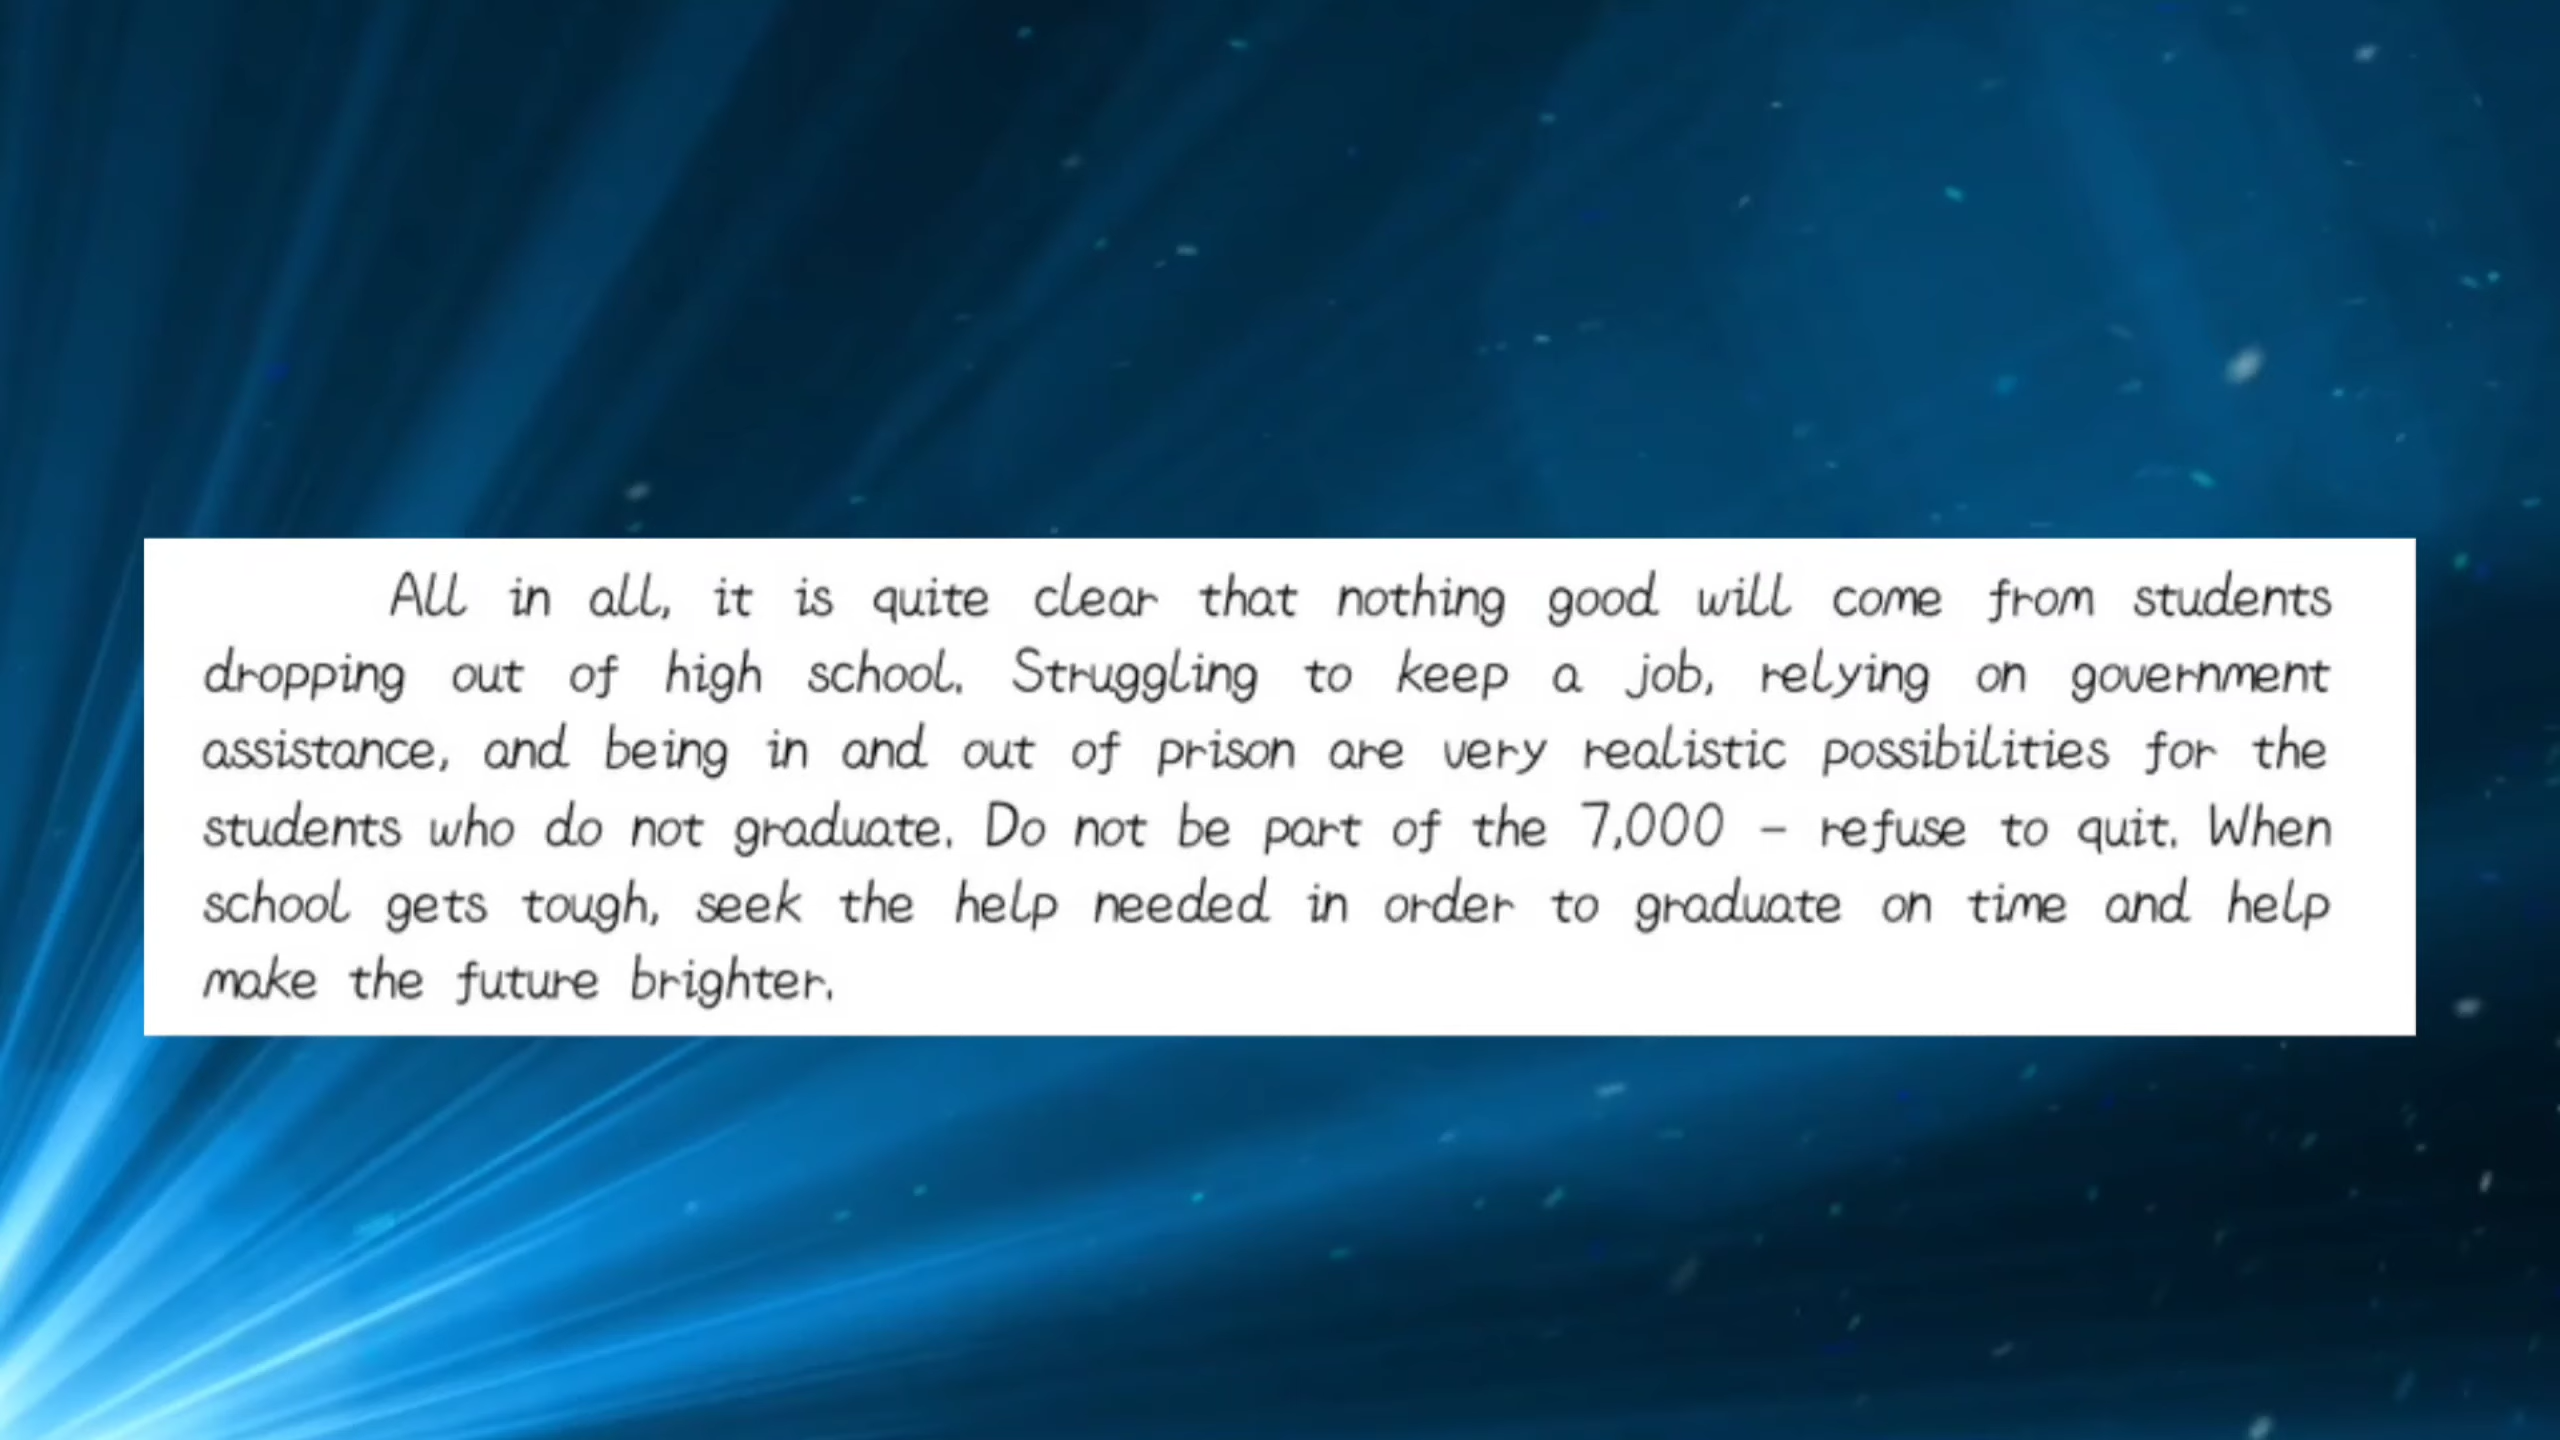 All in all, it is quite clear that nothing good will come from students
dropping out of high school. Struggling to keep a job, relying on government
assistance, and being in and out of prison are very realistic possibilities for the
students who do not graduate. Do not be part of the 7,000 – refuse to quit. When
school gets tough, seek the help needed in order to graduate on time and help
make the future brighter.